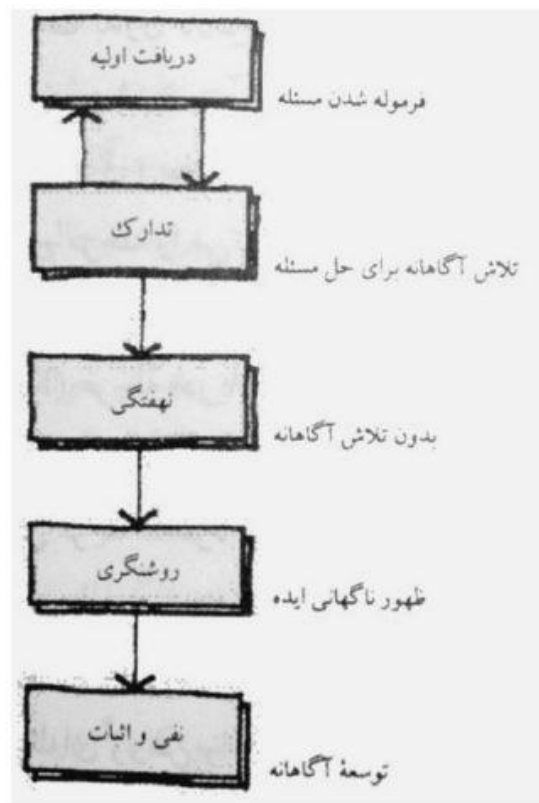 دریافت اولیه
فرموله شدن مسئله
تدارک
تلاش آگاهانه برای حل مسئله
نهفتگی
بدون تلاش آگاهانه
روشنگری
ظهور ناگهانی ایده
نفی و اثبات
توسعهٔ آگاهانه